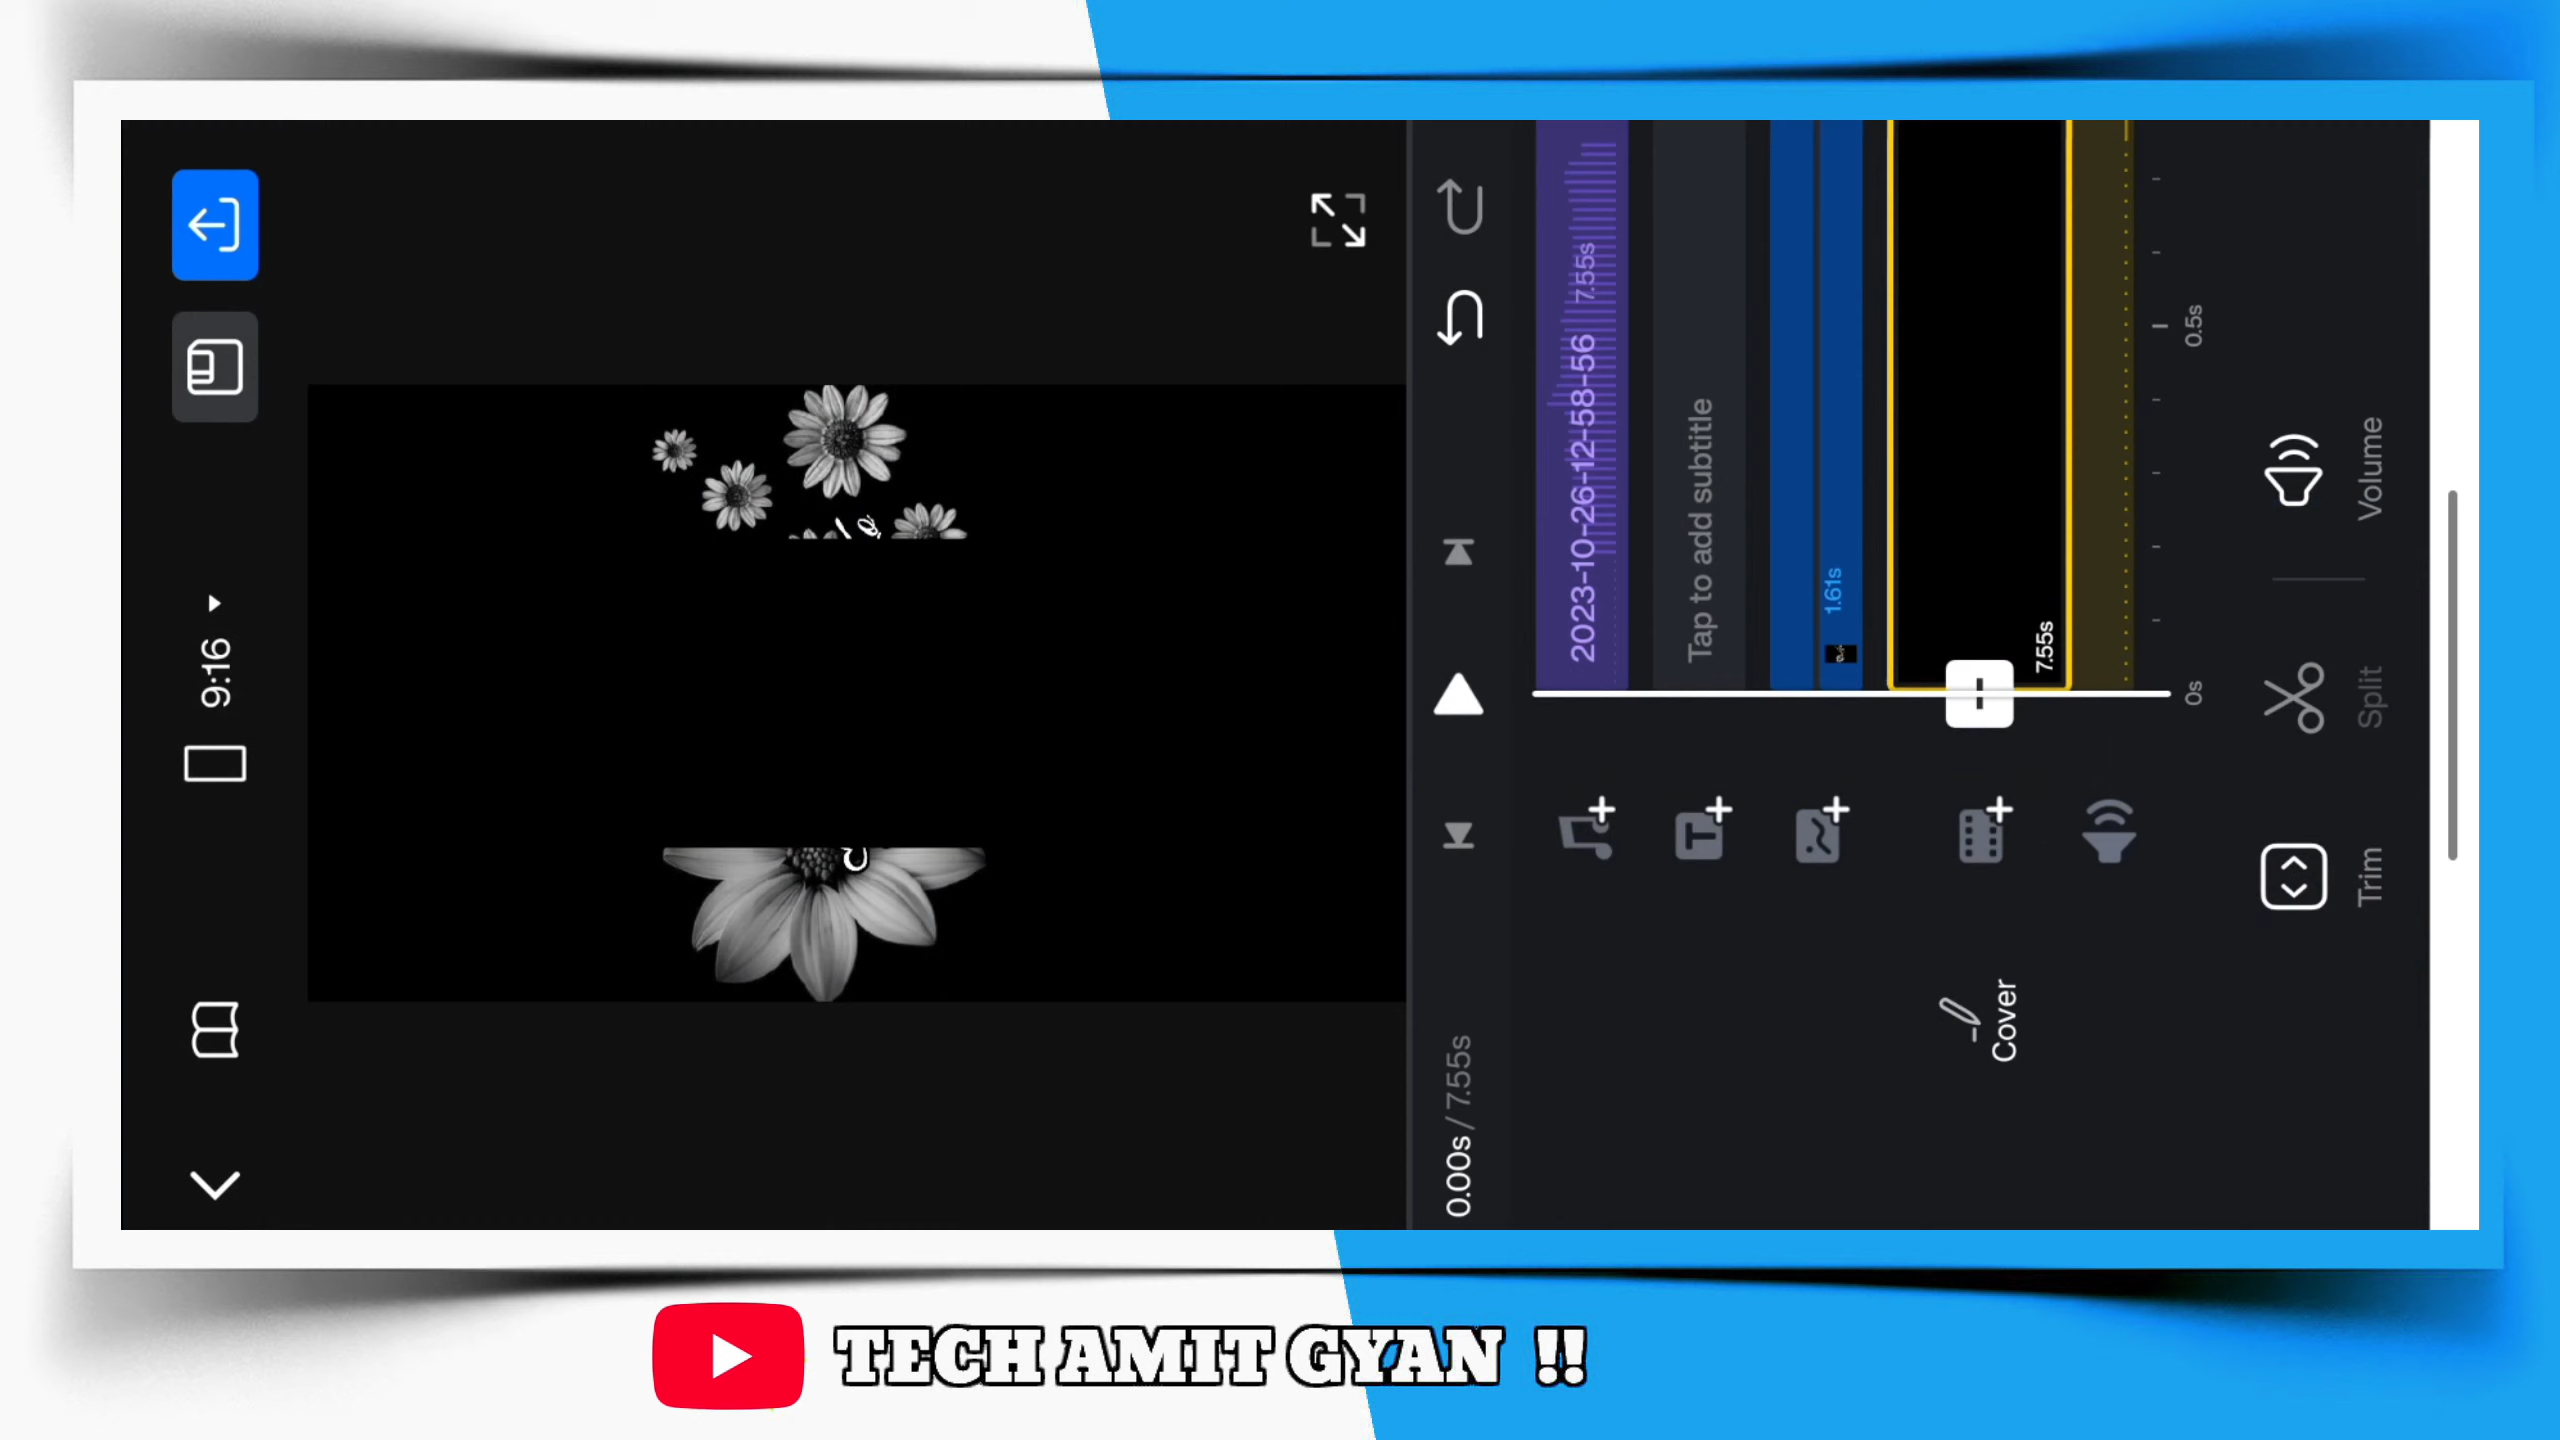 9:16
0.00s / 7.55s
2023-10-26-12-58-56 7.55s
Tap to add subtitle
1.61s
7.55s
Cover
0s
0.5s
Trim
Split
Volume
TECH AMIT GYAN !!